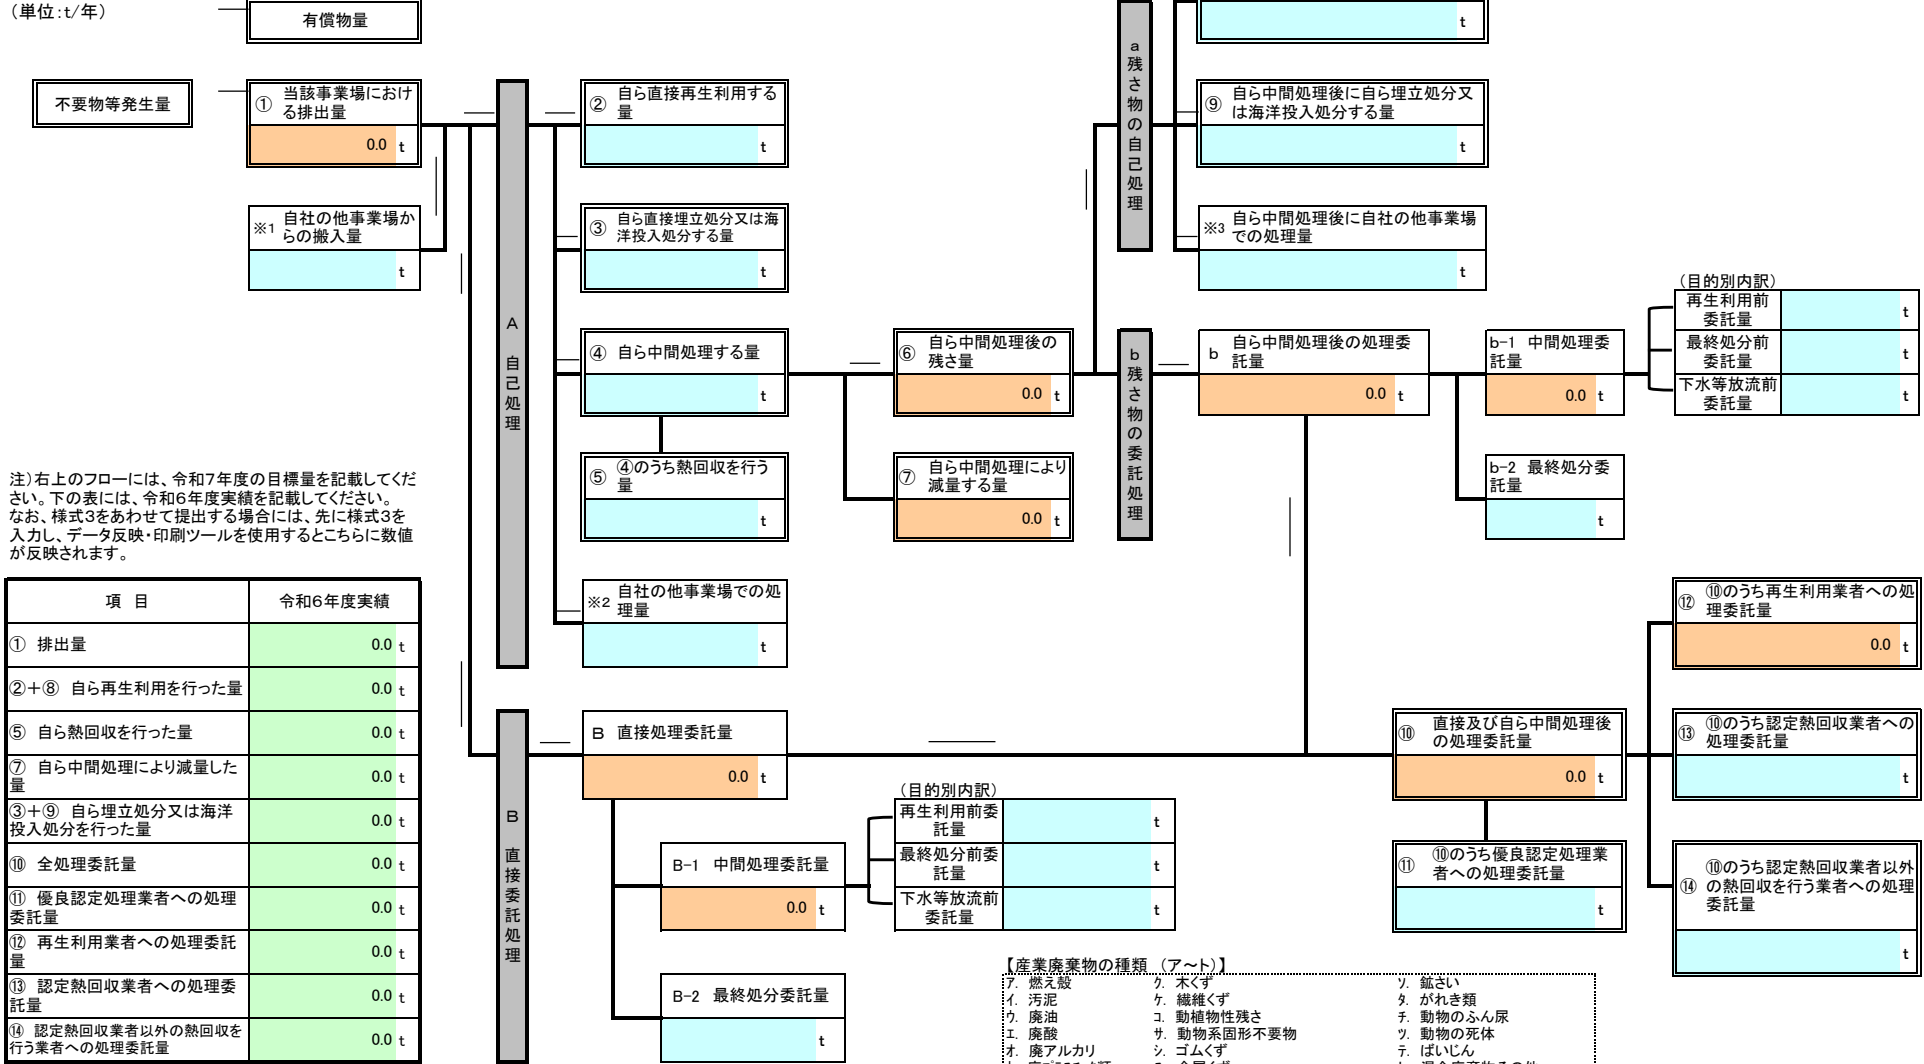 (単位:t/年)
有償物量
不要物等発生量
① 当該事業場におけ
る排出量
0.0 t
※1 自社の他事業場か
らの搬入量
t
A 自己処理
② 自ら直接再生利用する
量
t
③ 自ら直接埋立処分又は海
洋投入処分する量
t
④ 自ら中間処理する量
t
⑤ ④のうち熱回収を行う
量
t
※2 自社の他事業場での処
理量
t
⑥ 自ら中間処理後の
残さ量
0.0 t
⑦ 自ら中間処理により
減量する量
0.0 t
a 残さ物の自己処理
t
⑨ 自ら中間処理後に自ら埋立処分又
は海洋投入処分する量
t
※3 自ら中間処理後に自社の他事業場
での処理量
t
b 残さ物の委託処理
b 自ら中間処理後の処理委
託量
0.0 t
b-1 中間処理委
託量
0.0 t
(目的別内訳)
再生利用前
委託量
t
最終処分前
委託量
t
下水等放流前
委託量
t
b-2 最終処分委
託量
t
注)右上のフローには、令和7年度の目標量を記載してくだ
さい。下の表には、令和6年度実績を記載してください。
なお、様式3をあわせて提出する場合には、先に様式3を
入力し、データ反映・印刷ツールを使用するとこちらに数値
が反映されます。
項 目 令和6年度実績
① 排出量 0.0 t
②+⑧ 自ら再生利用を行った量 0.0 t
⑤ 自ら熱回収を行った量 0.0 t
⑦ 自ら中間処理により減量した
量 0.0 t
③+⑨ 自ら埋立処分又は海洋
投入処分を行った量 0.0 t
⑩ 全処理委託量 0.0 t
⑪ 優良認定処理業者への処理
委託量 0.0 t
⑫ 再生利用業者への処理委託
量 0.0 t
⑬ 認定熱回収業者への処理委
託量 0.0 t
⑭ 認定熱回収業者以外の熱回収を
行う業者への処理委託量 0.0 t
B 直接委託処理
B 直接処理委託量
0.0 t
B-1 中間処理委託量
0.0 t
(目的別内訳)
再生利用前委
託量
t
最終処分前委
託量
t
下水等放流前
委託量
t
B-2 最終処分委託量
t
⑩ 直接及び自ら中間処理後
の処理委託量
0.0 t
⑪ ⑩のうち優良認定処理業
者への処理委託量
t
⑫ ⑩のうち再生利用業者への処
理委託量
0.0 t
⑬ ⑩のうち認定熱回収業者への
処理委託量
t
⑭ ⑩のうち認定熱回収業者以外
の熱回収を行う業者への処理
委託量
t
【産業廃棄物の種類 (ア~ト)】
ア. 燃え殻 ク. 木くず ソ. 鉱さい
イ. 汚泥 ケ. 繊維くず タ. がれき類
ウ. 廃油 コ. 動植物性残さ チ. 動物のふん尿
エ. 廃酸 サ. 動物系固形不要物 ツ. 動物の死体
オ. 廃アルカリ シ. ゴムくず テ. ばいじん